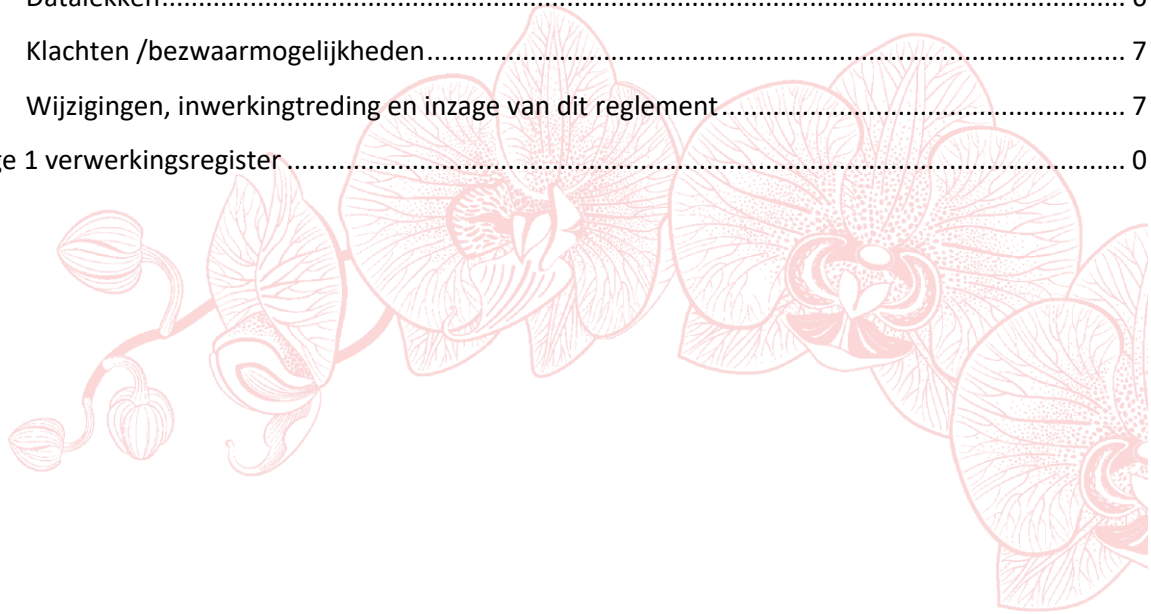 Datalekken........................................................................................................................... 6
Klachten /bezwaarmogelijkheden........................................................................................ 7
Wijzigingen, inwerkingtreding en inzage van dit reglement................................................... 7
ge 1 verwerkingsregister........................................................................................................ 0